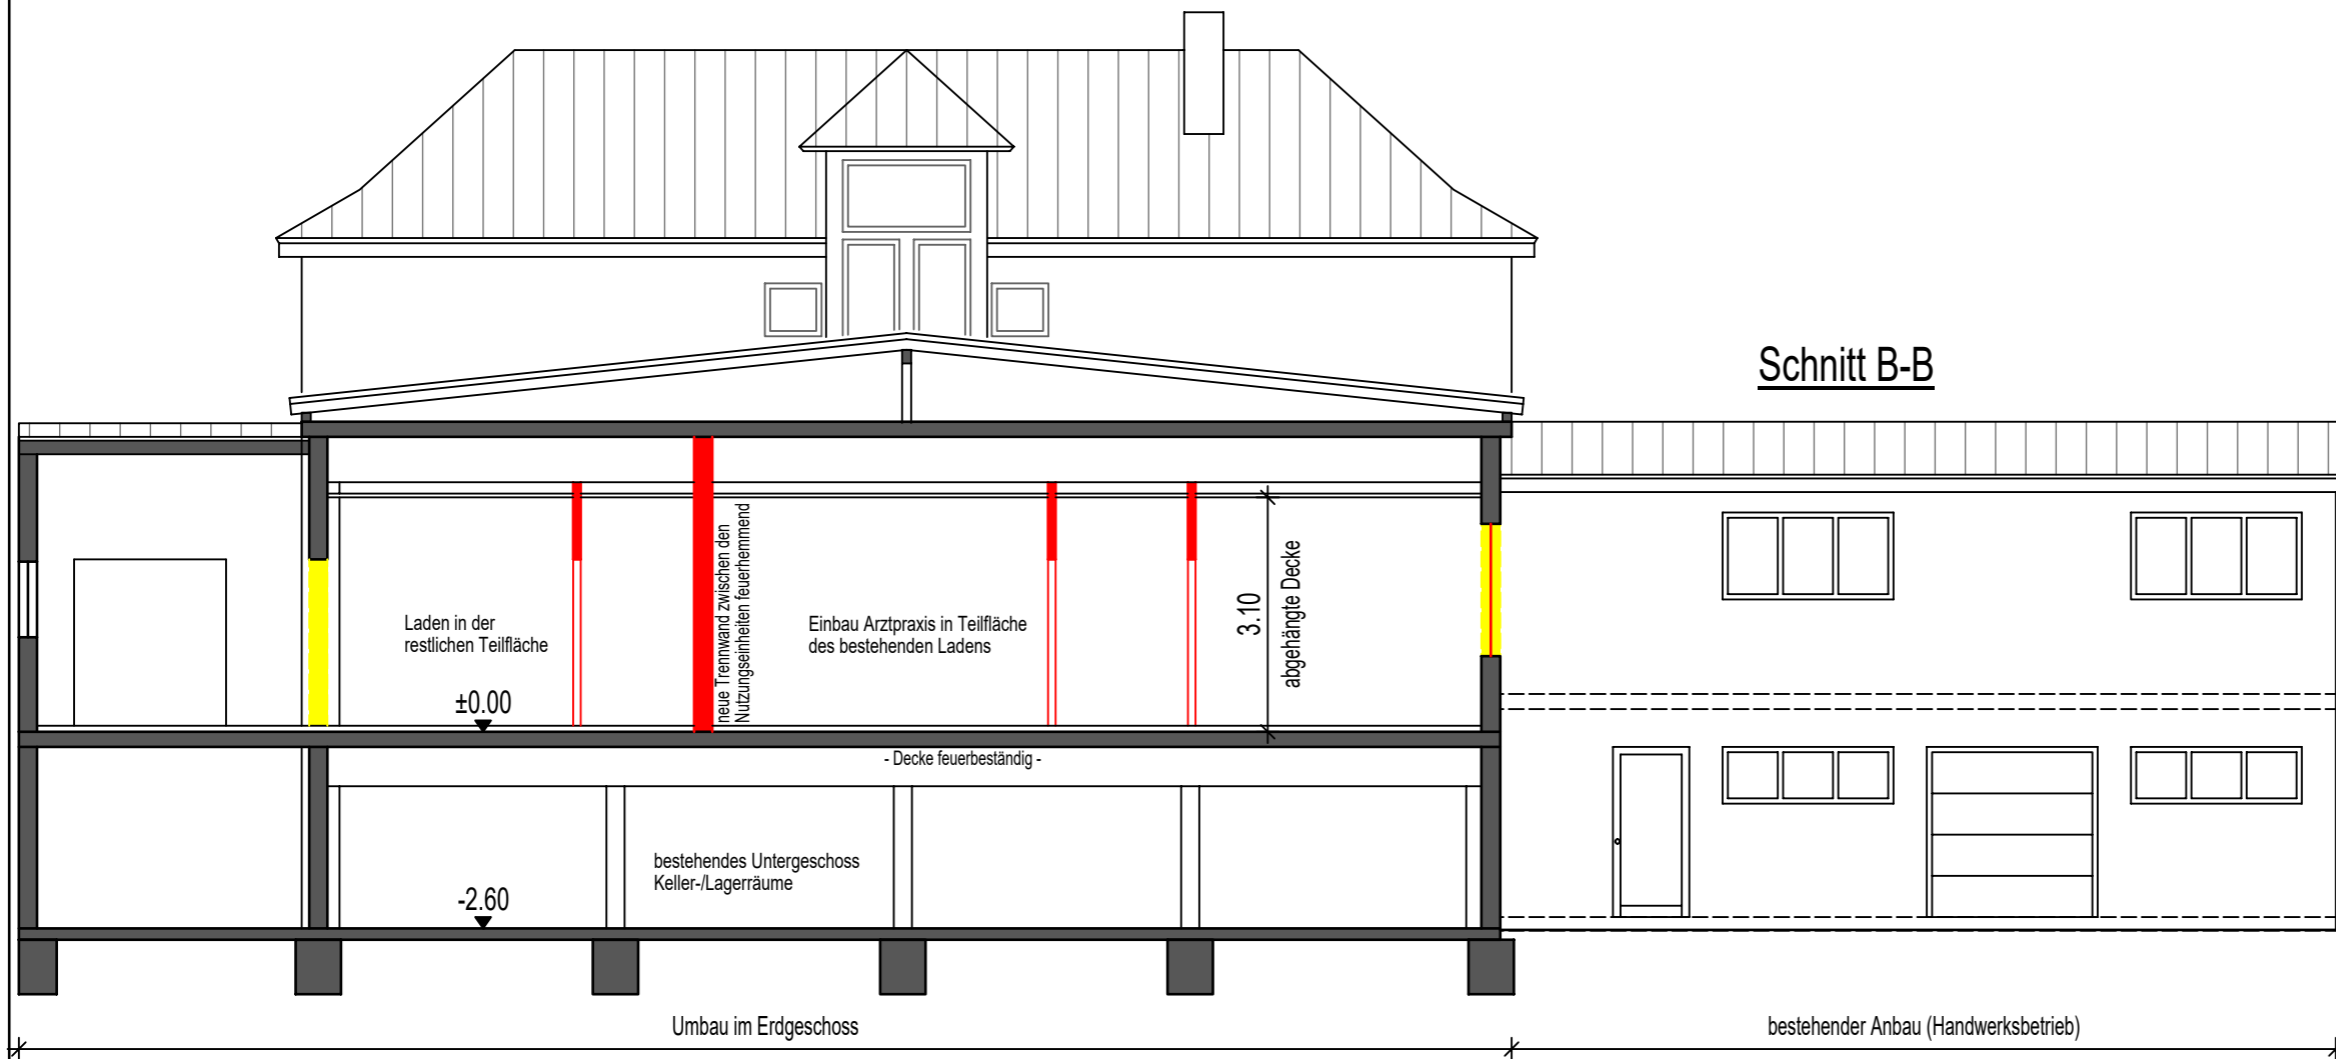 Schnitt B-B
neue Trennwand zwischen den
Nutzungseinheiten feuerhemmend
Laden in der
restlichen Teilfläche
Einbau Arztpraxis in Teilfläche
des bestehenden Ladens
3.10
abgehängte Decke
±0.00
- Decke feuerbeständig -
bestehendes Untergeschoss
Keller-/Lagerräume
-2.60
Umbau im Erdgeschoss
bestehender Anbau (Handwerksbetrieb)